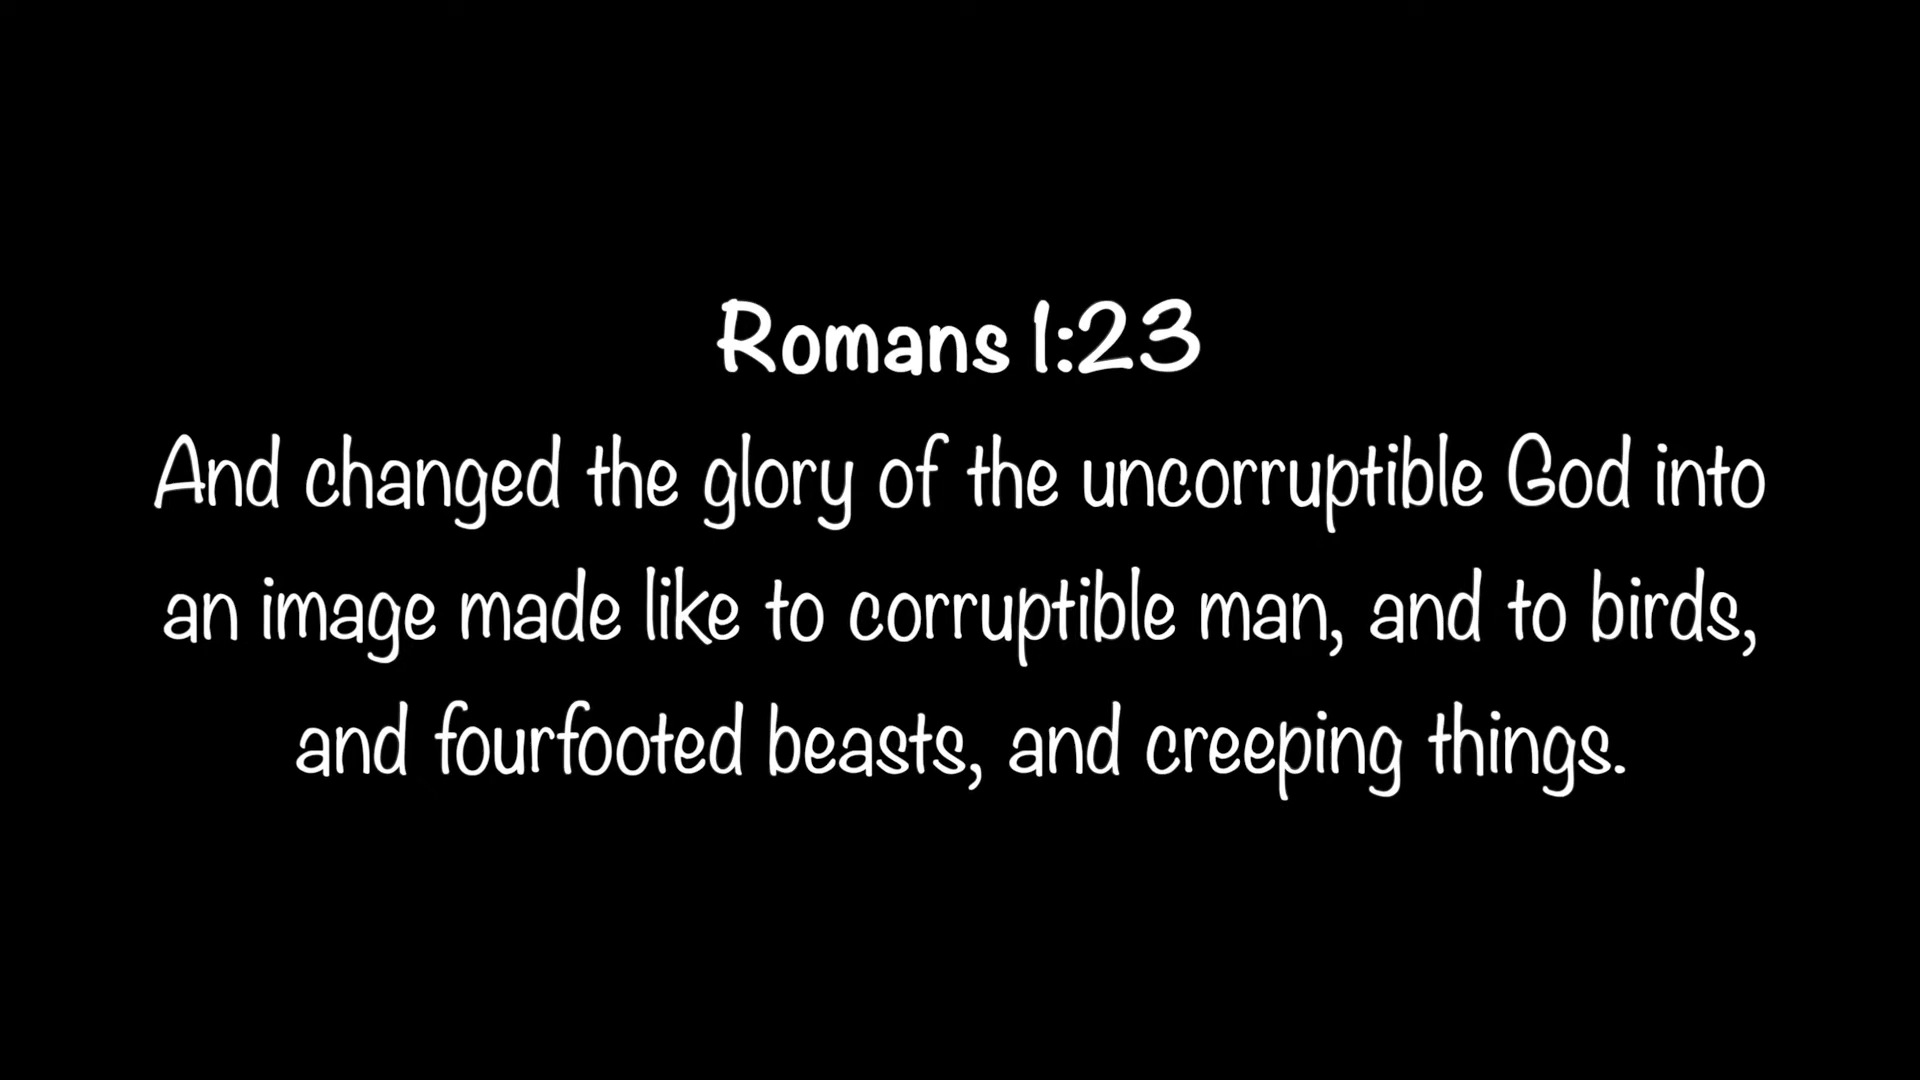 Romans 1:23
And changed the glory of the uncorruptible God into
an image made like to corruptible man, and to birds,
and fourfooted beasts, and creeping things.